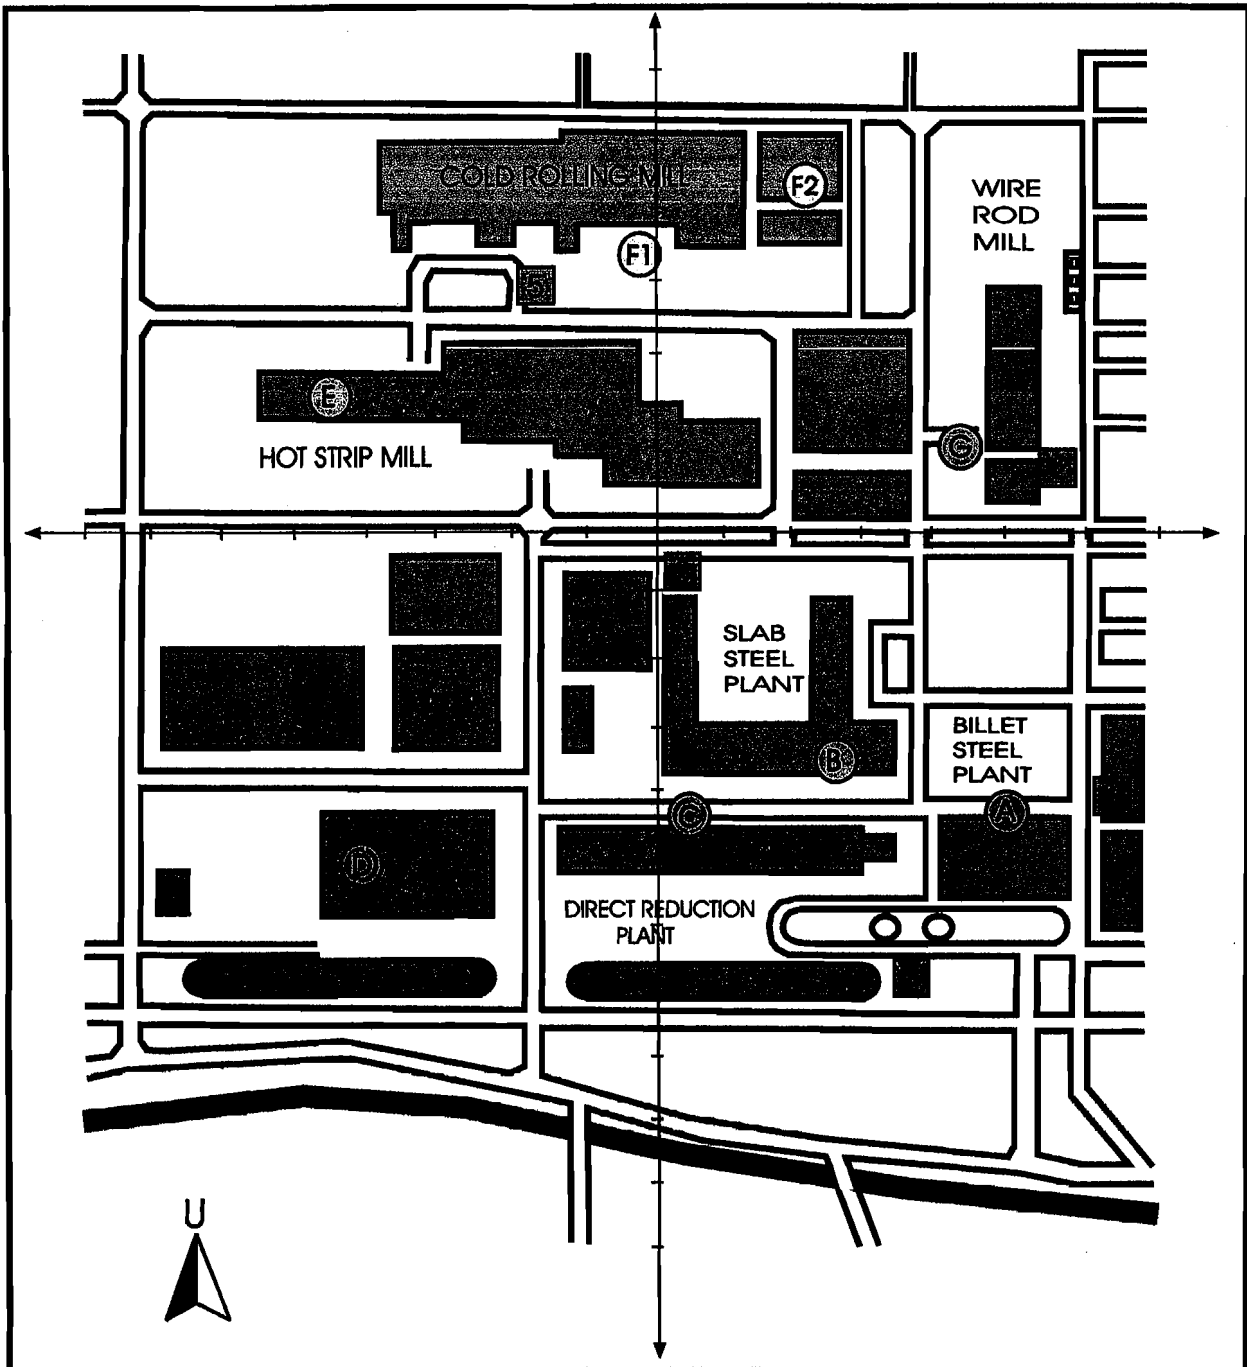 COLD ROLLING MILL
F2
WIRE
ROD
MILL
F1
5
E
G
HOT STRIP MILL
SLAB
STEEL
PLANT
BILLET
STEEL
PLANT
B
C
A
D
DIRECT REDUCTION
PLANT
U